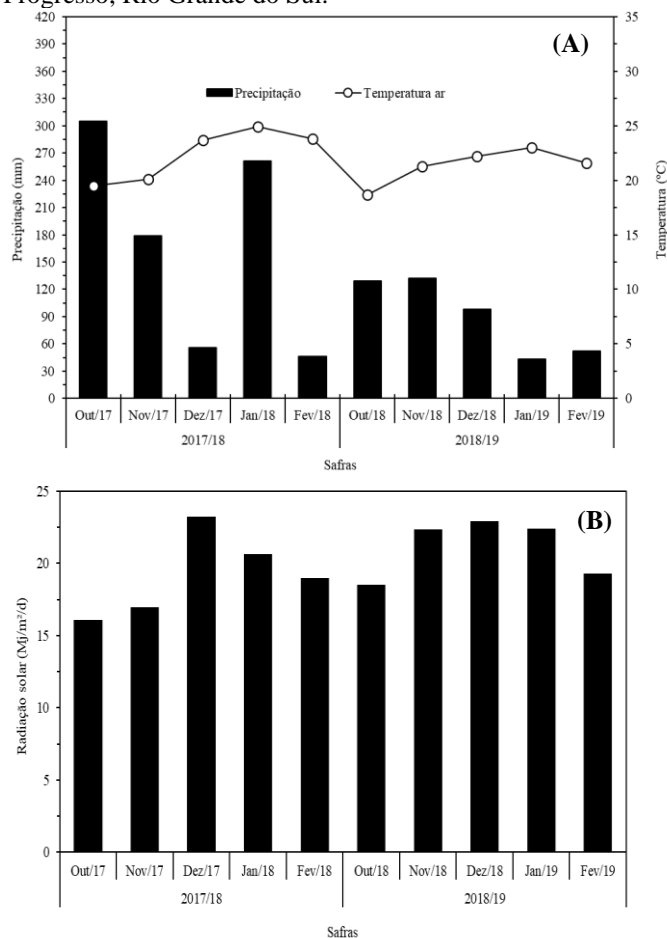 Progresso, Rio Grande do Sul.
420
390
360
330
300
270
240
210
180
150
120
90
60
30
0
Precipitação (mm)
(A)
Precipitação
Temperatura ar
35
30
25
20
15
10
5
0
Temperatura (ºC)
Out/17 Nov/17 Dez/17 Jan/18 Fev/18 Out/18 Nov/18 Dez/18 Jan/19 Fev/19
2017/18 2018/19
Safras
25
20
15
10
5
0
Radiação solar (Mj/m²/d)
(B)
Out/17 Nov/17 Dez/17 Jan/18 Fev/18 Out/18 Nov/18 Dez/18 Jan/19 Fev/19
2017/18 2018/19
Safras